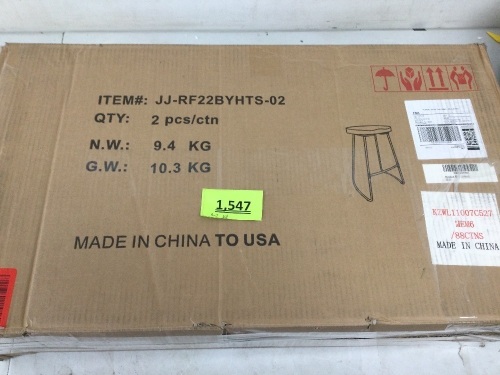 ITEM#: JJ-RF22BYHTS-02
QTY: 2 pcs/ctn
N.W.: 9.4 KG
G.W.: 10.3 KG
1,547
MADE IN CHINA TO USA
/88CTNS
MADE IN CHINA